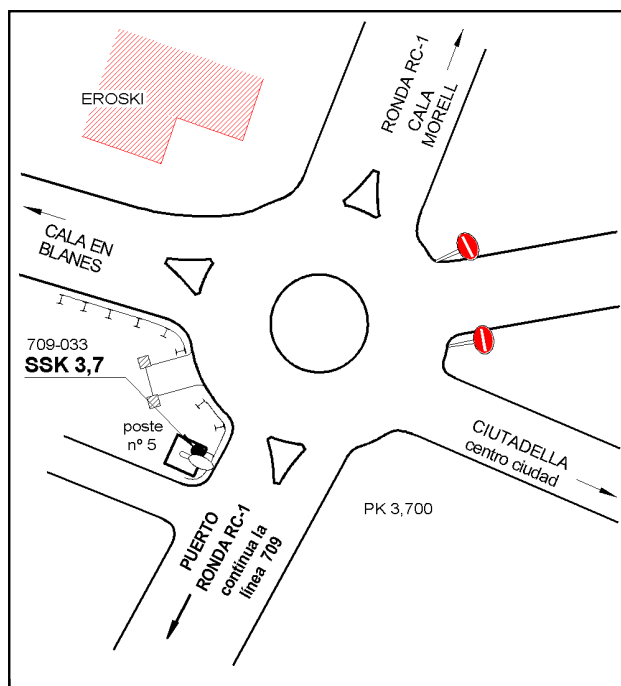 EROSKI
RONDA RC-1
CALA
MORELL
CALA EN
BLANES
709-033
SSK 3,7
poste
nº 5
CIUTADELLA
centro ciudad
PK 3,700
PUERTO
RONDA RC-1
continua la
línea 709